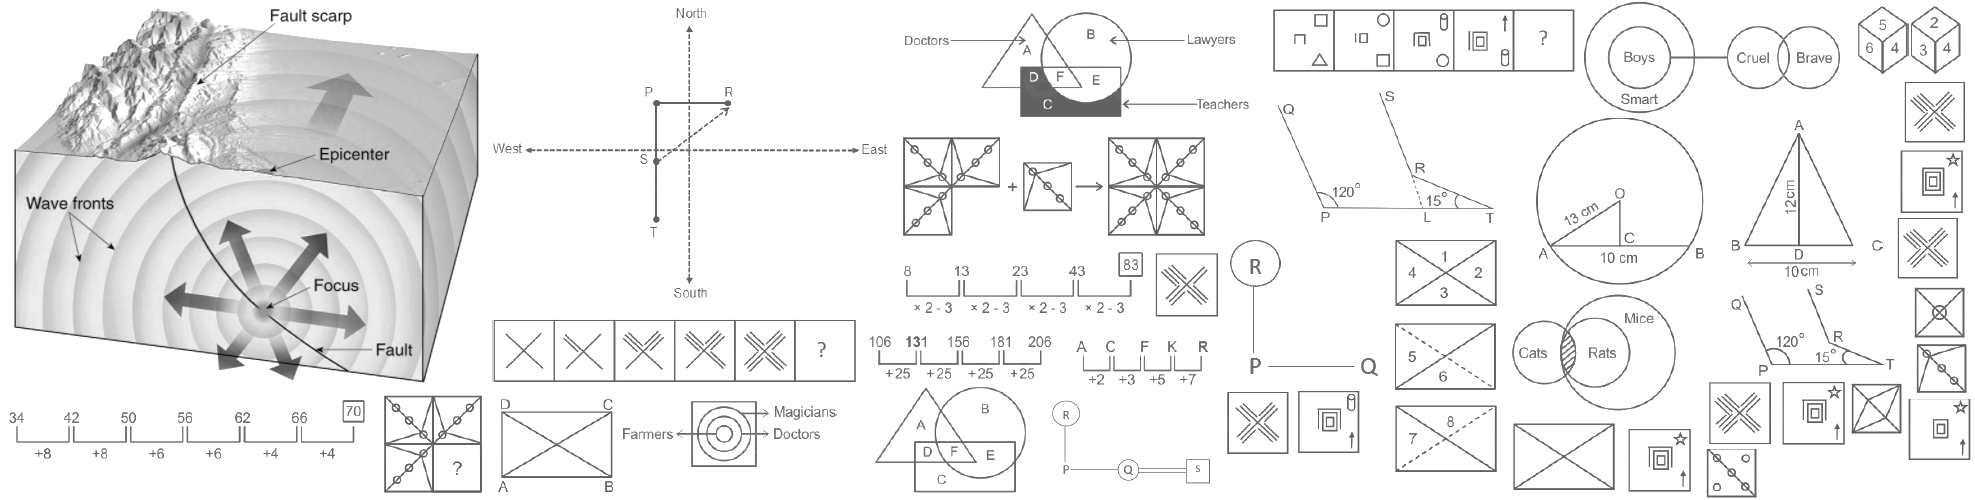 Fault scarp
Epicenter
Wave fronts
Focus
Fault
34 42 50 56 62 66 70
+8 +8 +6 +6 +4 +4
North
P R
West S East
T
South
?
?
D C
A B
Magicians
Farmers Doctors
Doctors A B Lawyers
D F E
C Teachers
+
8 13 23 43 83
× 2 - 3 × 2 - 3 × 2 - 3 × 2 - 3
106 131 156 181 206
+25 +25 +25 +25
A C F K R
+2 +3 +5 +7
A B
D F E
C
R
P Q S
R
P Q
?
Q S
R
120°
15°
P L T
1
4 2
3
5
6
8
7
Boys
Smart
Cruel Brave
5
6 4
2
3 4
O
13 cm
C
A 10 cm B
A
12 cm
B C
D
10 cm
Mice
Cats Rats
Q S
R
120°
15°
P T